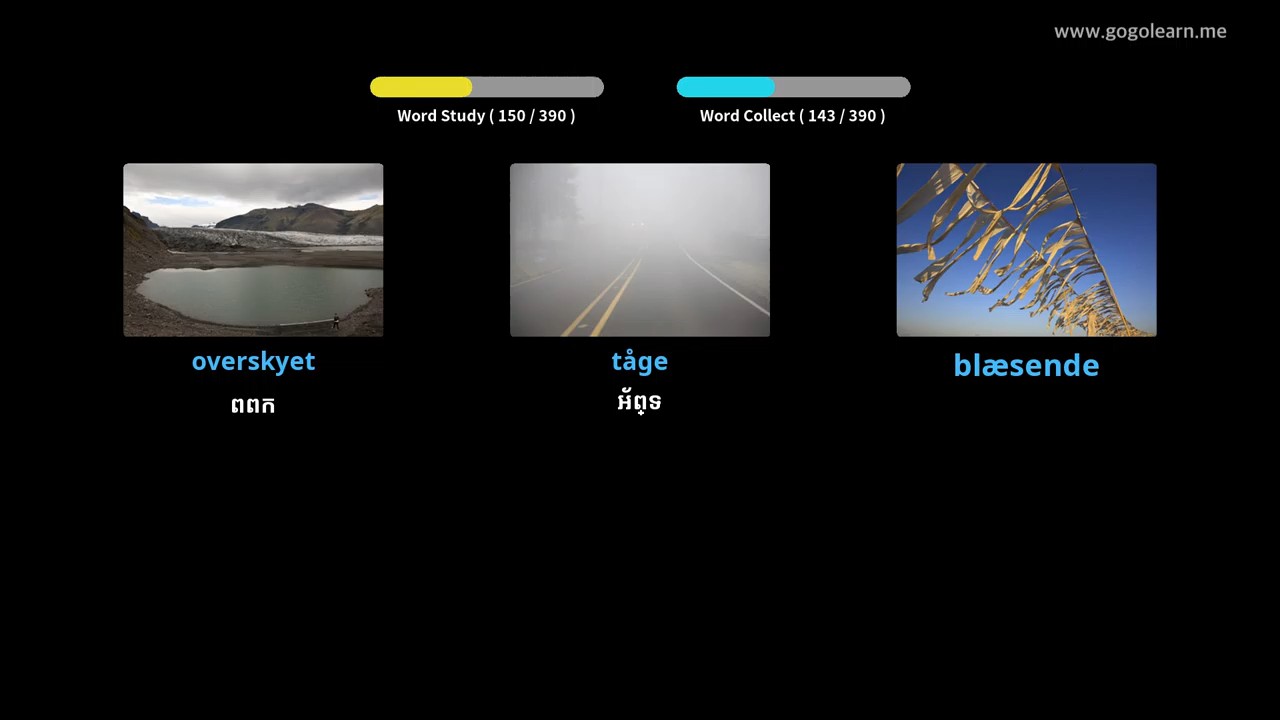 www.gogolearn.me
Word Study ( 150 / 390 )
Word Collect ( 143 / 390 )
overskyet
tåge
blæsende
ពពក
អ័ព្ទ